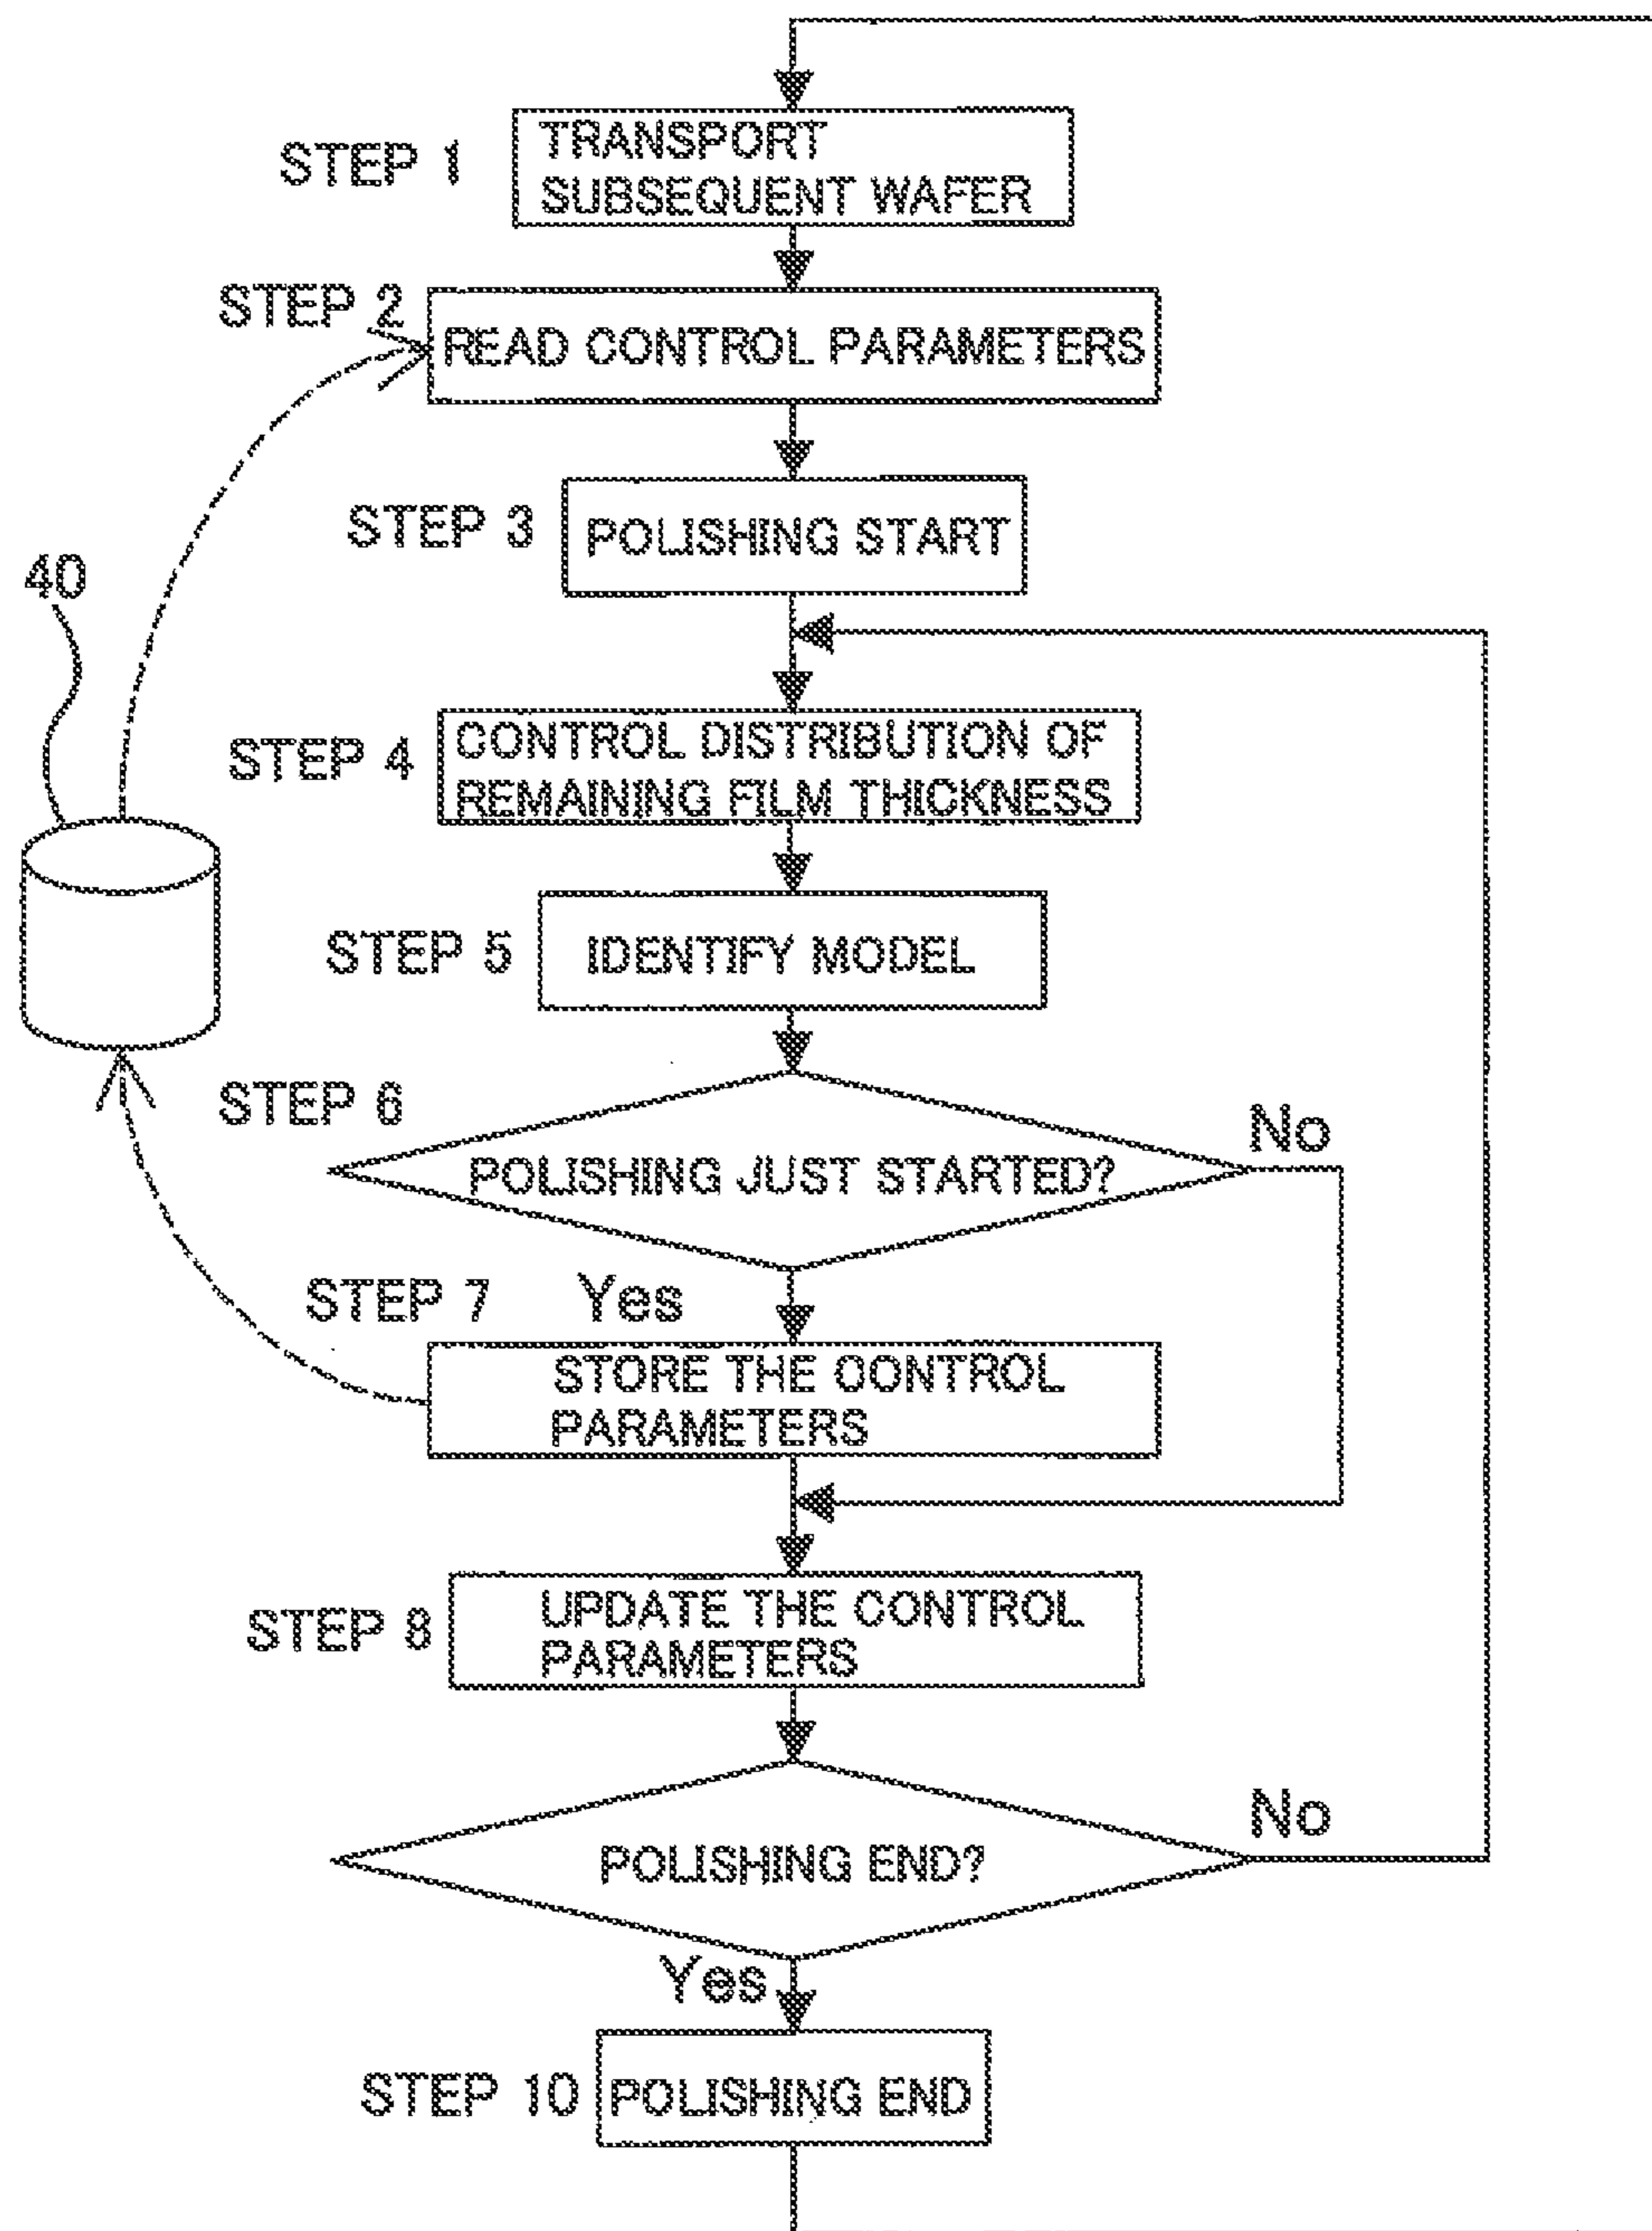 STEP 1
TRANSPORT
SUBSEQUENT WAFER
STEP 2
READ CONTROL PARAMETERS
STEP 3
POLISHING START
40
STEP 4
CONTROL DISTRIBUTION OF
REMAINING FILM THICKNESS
STEP 5
IDENTIFY MODEL
STEP 6
No
POLISHING JUST STARTED?
STEP 7
Yes
STORE THE CONTROL
PARAMETERS
STEP 8
UPDATE THE CONTROL
PARAMETERS
No
POLISHING END?
Yes
STEP 10
POLISHING END